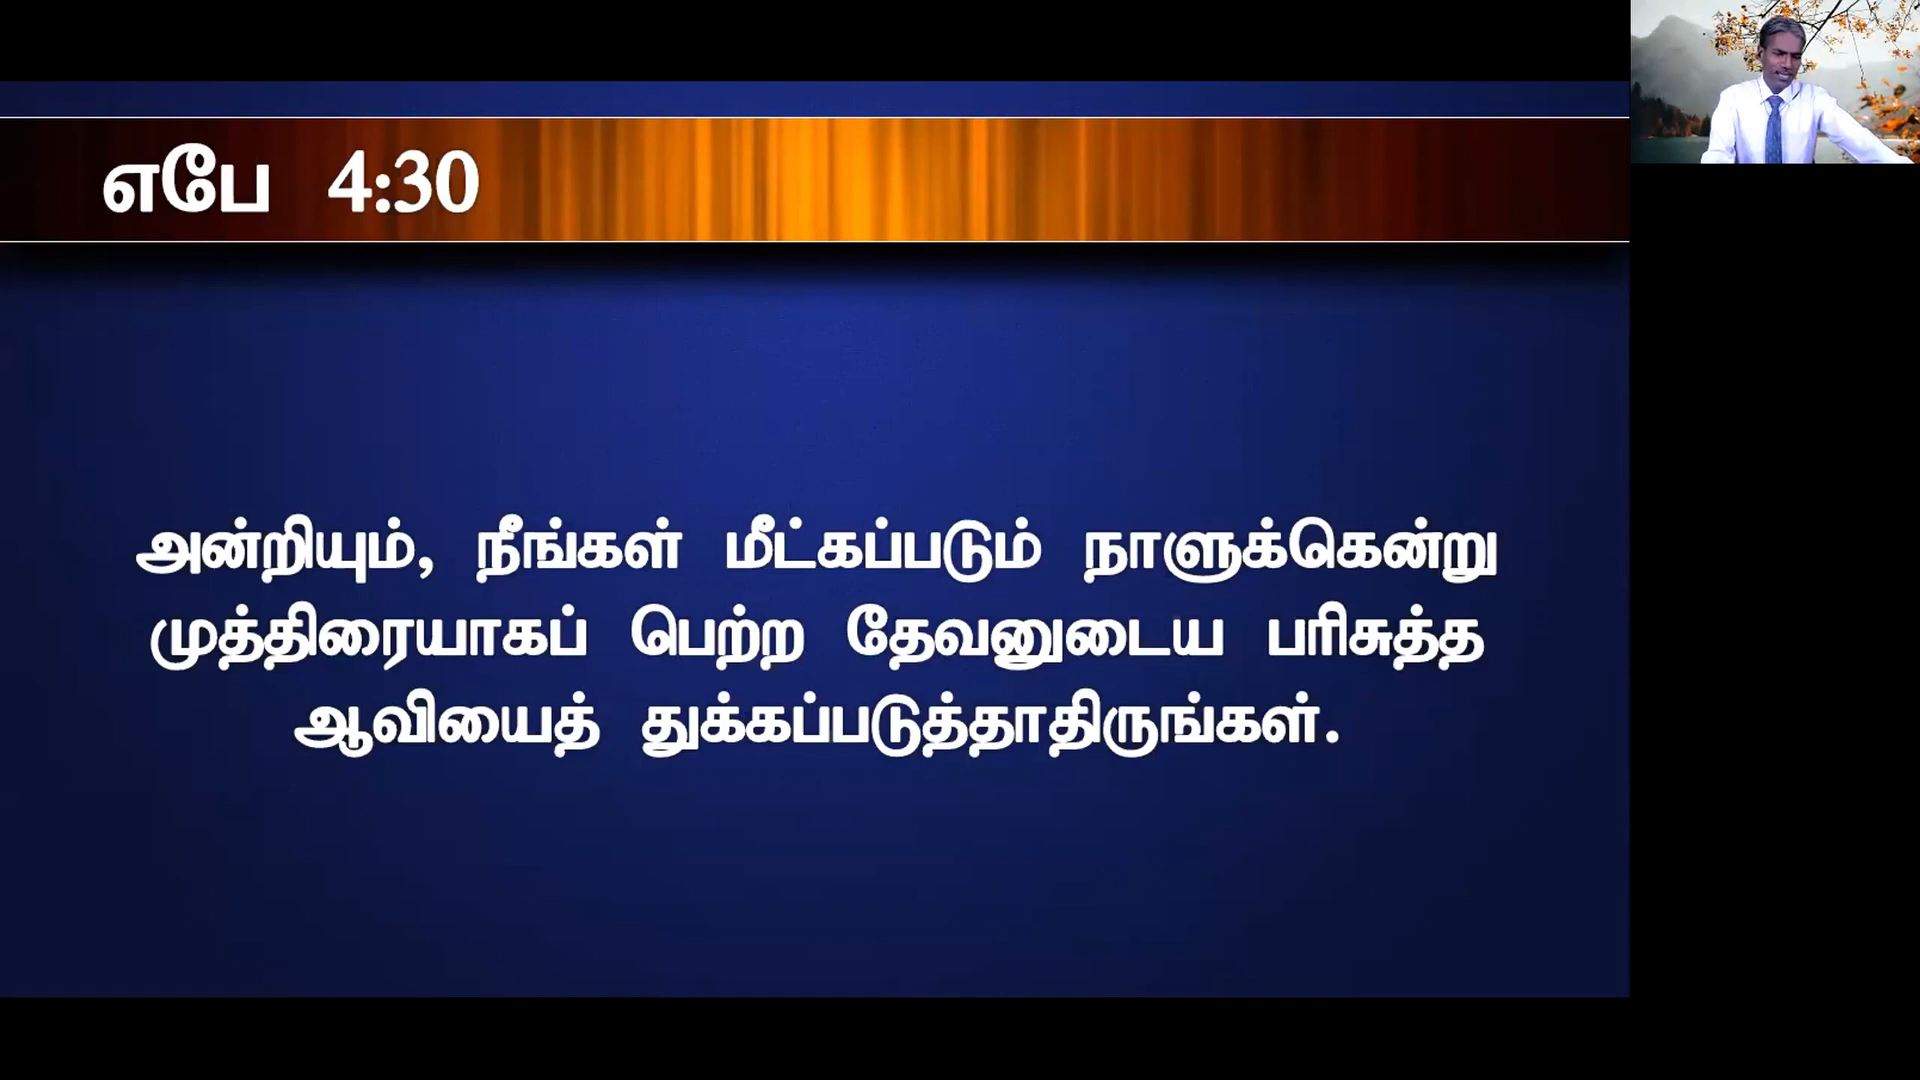 எபே 4:30
அன்றியும், நீங்கள் மீட்கப்படும் நாளுக்கென்று
முத்திரையாகப் பெற்ற தேவனுடைய பரிசுத்த
ஆவியைத் துக்கப்படுத்தாதிருங்கள்.